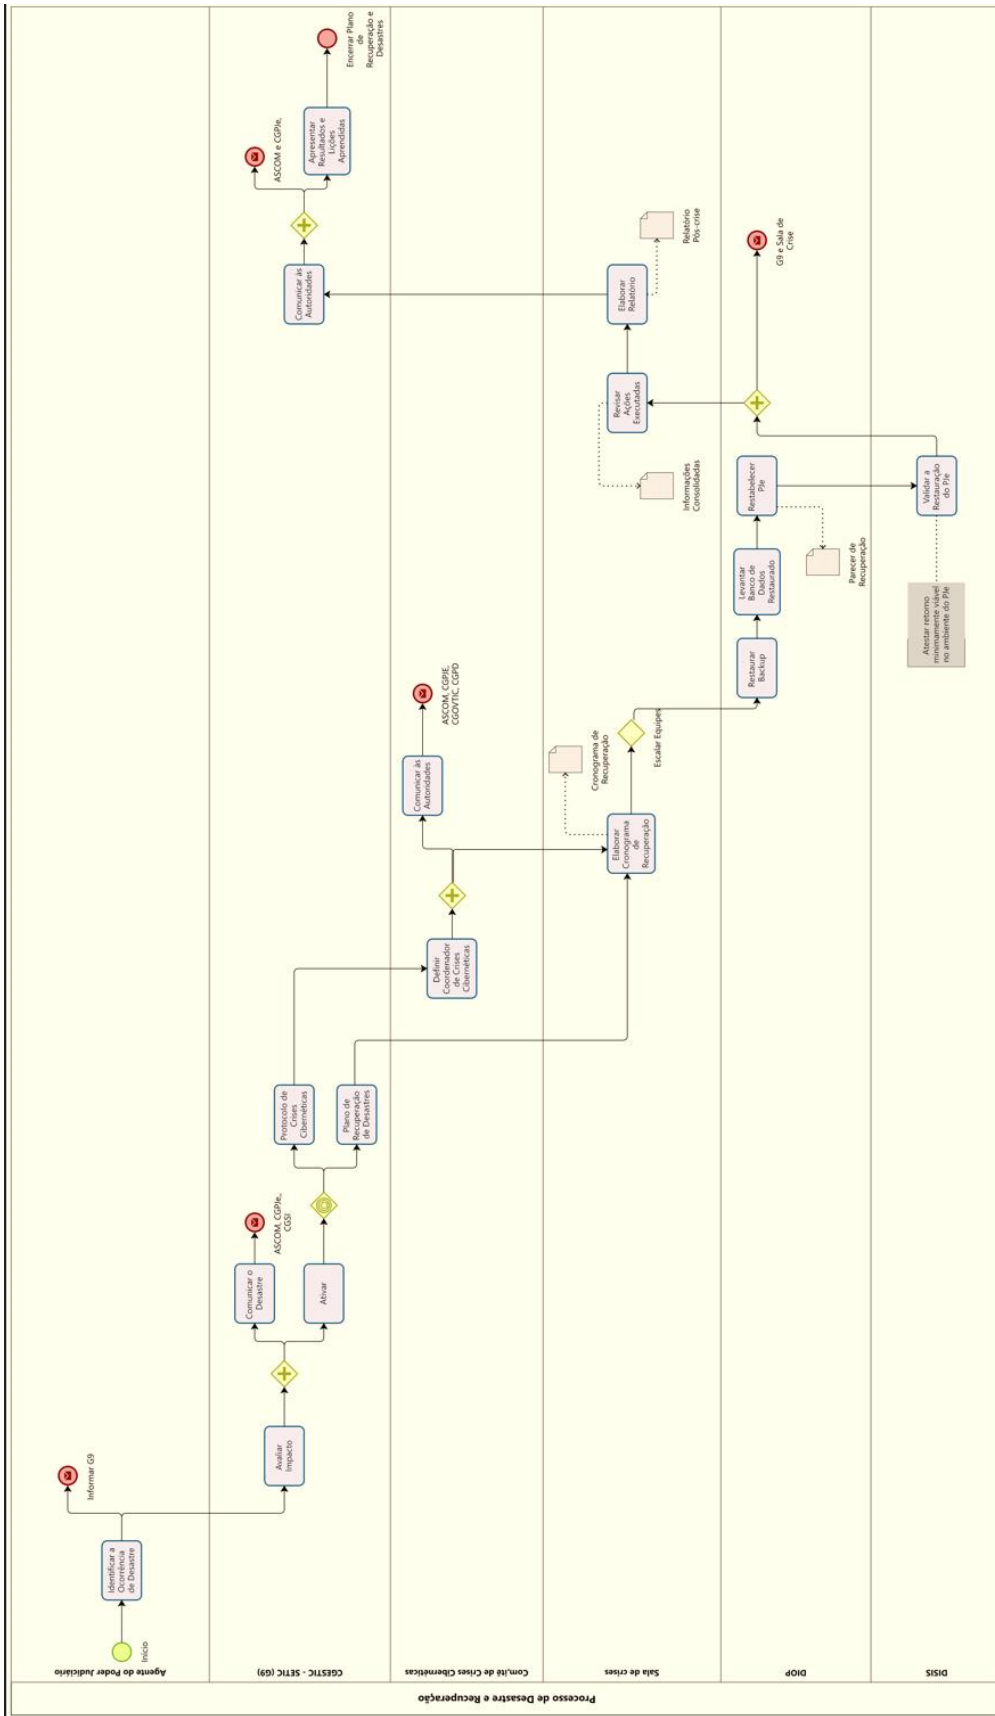 Processo de Desastre e Recuperação
Agente do Poder Judiciário
Início
Identificar a
Ocorrência
de Desastre
Informar G9
CGESTIC - SETIC (G9)
Avaliar
Impacto
Comunicar o
Desastre
ASCOM, CGPJe,
CGSI
Ativar
Protocolo de
Crises
Cibernéticas
Plano de
Recuperação
de Desastres
Comunicar às
Autoridades
ASCOM e CGPJe,
Apresentar
Resultados e
Lições
Aprendidas
Encerrar Plano
de
Recuperação e
Desastres
Com,itê de Crises Cibernéticas
Definir
Coordenador
de Crises
Cibernéticas
Comunicar às
Autoridades
ASCOM, CGPJE,
CGOVTIC, CGPD
Sala de crises
Elaborar
Cronograma
de
Recuperação
Cronograma de
Recuperação
Escalar Equipes
Revisar
Ações
Executadas
Informações
Consolidadas
Elaborar
Relatório
Relatório
Pós-crise
DIOP
Restaurar
Backup
Levantar
Banco de
Dados
Restaurado
Restabelecer
PJe
Parecer de
Recuperação
G9 e Sala de
Crise
DISIS
Atestar retorno
minimamente viável
no ambiente do PJe
Validar a
Restauração
do PJe